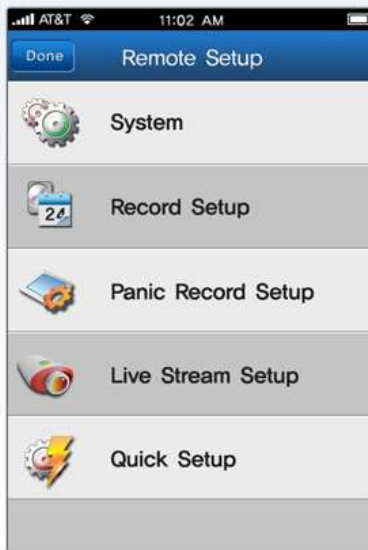 AT&T 11:02 AM
Done Remote Setup
System
24
Record Setup
Panic Record Setup
Live Stream Setup
Quick Setup